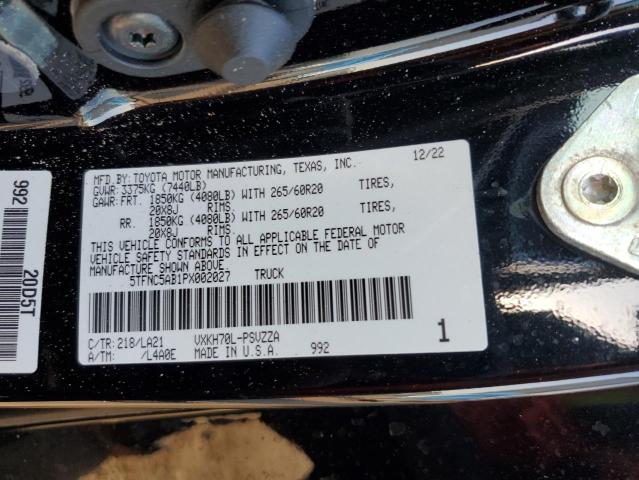 MFD.BY:TOYOTA MOTOR MANUFACTURING, TEXAS, INC. 12/22
GVWR:3375KG (7440LB)
GAWR:FRT. 1850KG (4080LB) WITH 265/60R20 TIRES,
20X8J RIMS.
RR. 1850KG (4080LB) WITH 265/60R20 TIRES,
20X8J RIMS.
THIS VEHICLE CONFORMS TO ALL APPLICABLE FEDERAL MOTOR
VEHICLE SAFETY STANDARDS IN EFFECT ON THE DATE OF
MANUFACTURE SHOWN ABOVE.
5TFNC5AB1PX002027 TRUCK
C/TR:218/LA21 VXKH70L-PSVZZA
A/TM: /L4A0E MADE IN U.S.A. 992
1
992
2005T